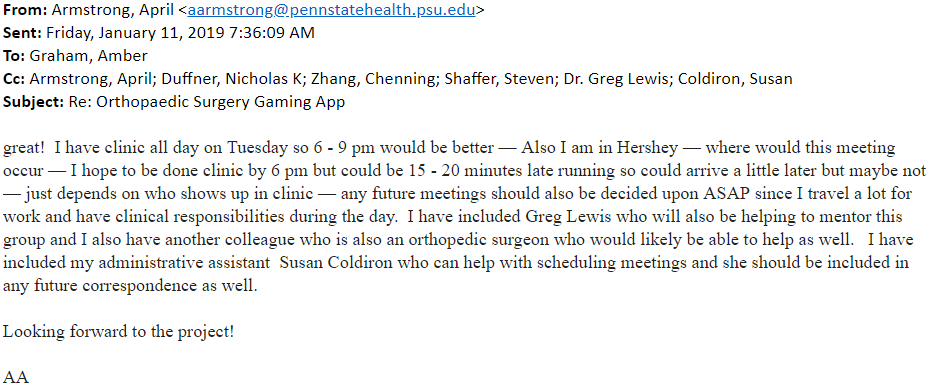 From: Armstrong, April <aarmstrong@pennstatehealth.psu.edu>
Sent: Friday, January 11, 2019 7:36:09 AM
To: Graham, Amber
Cc: Armstrong, April; Duffner, Nicholas K; Zhang, Chenning; Shaffer, Steven; Dr. Greg Lewis; Coldiron, Susan
Subject: Re: Orthopaedic Surgery Gaming App
great!  I have clinic all day on Tuesday so 6 - 9 pm would be better — Also I am in Hershey — where would this meeting
occur — I hope to be done clinic by 6 pm but could be 15 - 20 minutes late running so could arrive a little later but maybe not
— just depends on who shows up in clinic — any future meetings should also be decided upon ASAP since I travel a lot for
work and have clinical responsibilities during the day.  I have included Greg Lewis who will also be helping to mentor this
group and I also have another colleague who is also an orthopedic surgeon who would likely be able to help as well.   I have
included my administrative assistant  Susan Coldiron who can help with scheduling meetings and she should be included in
any future correspondence as well.
Looking forward to the project!
AA